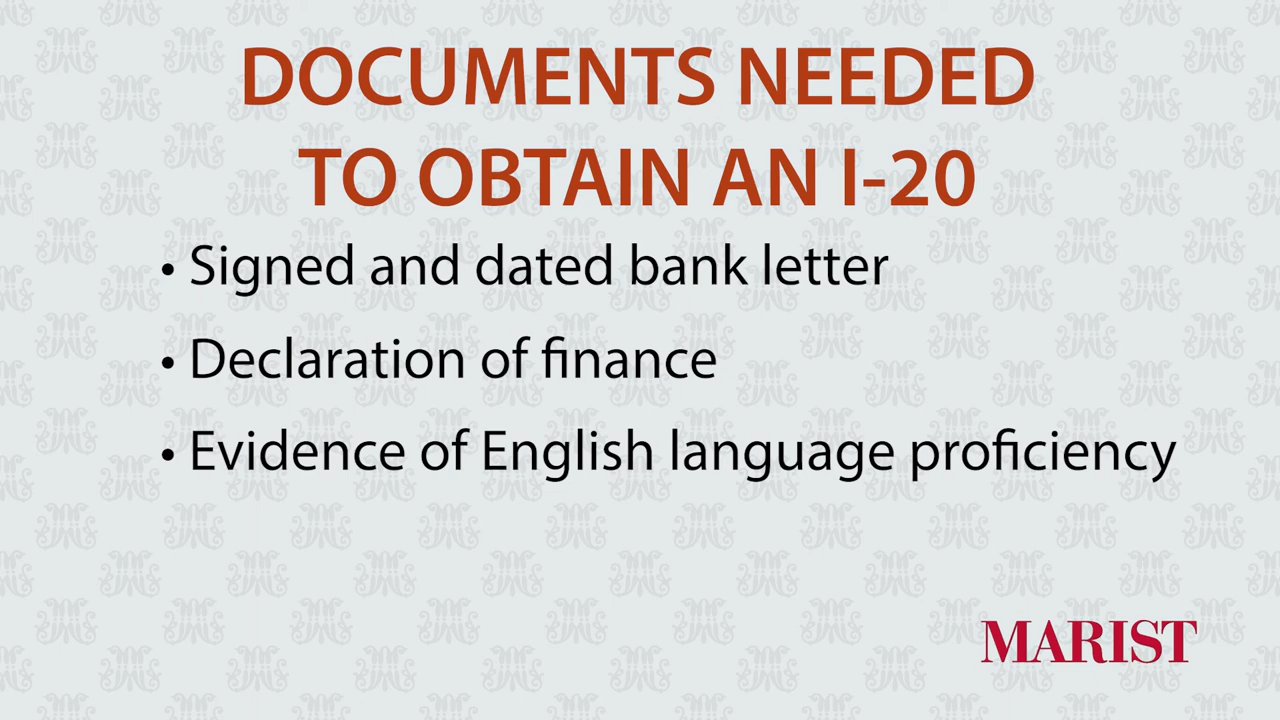 DOCUMENTS NEEDED
TO OBTAIN AN I-20
• Signed and dated bank letter
• Declaration of finance
• Evidence of English language proficiency
MARIST